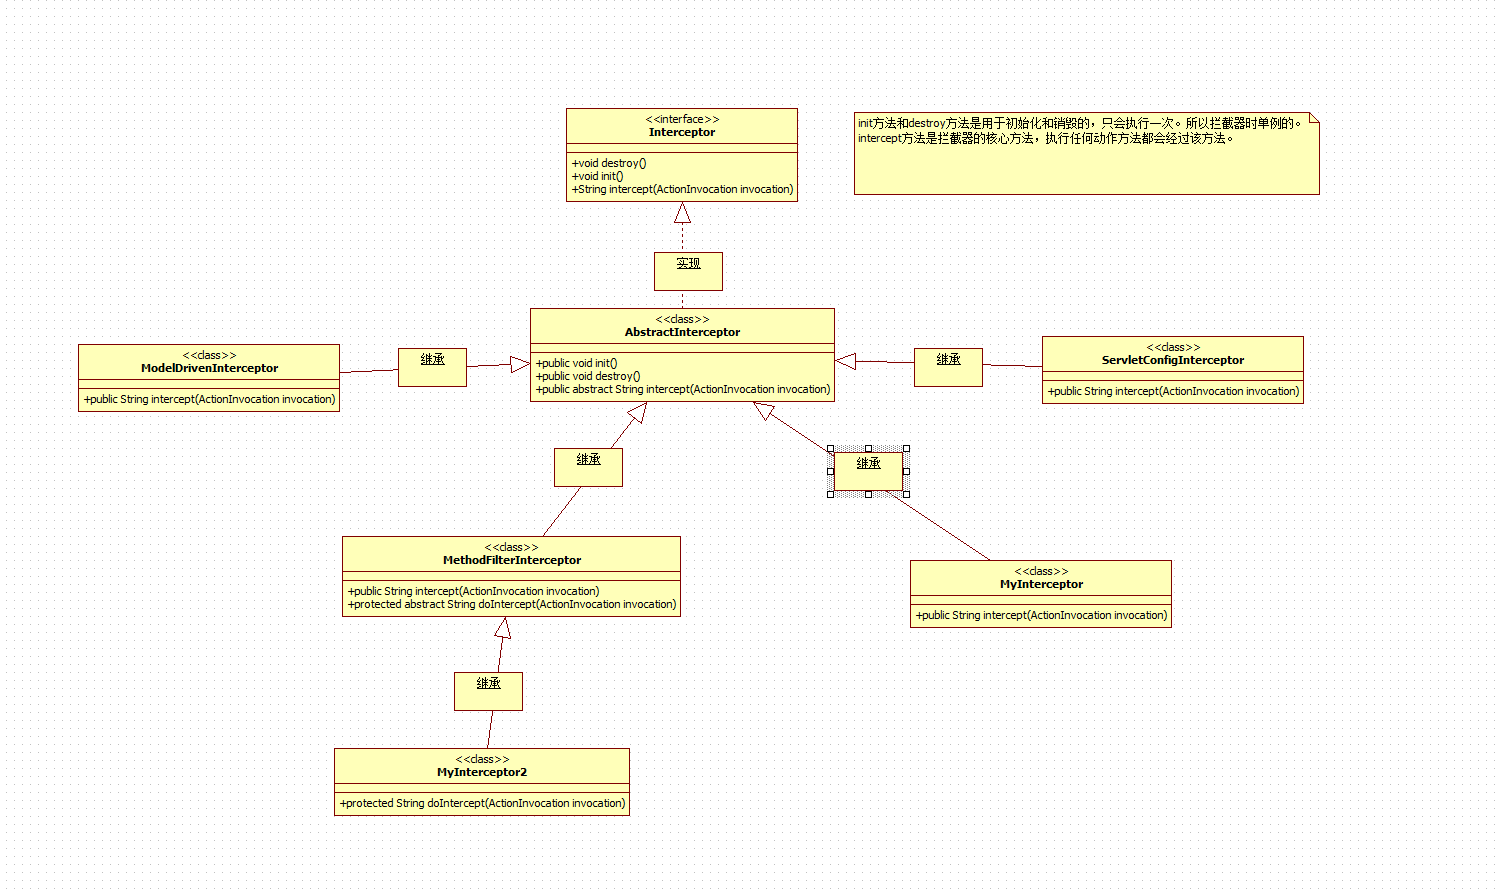 <<interface>>
Interceptor
+void destroy()
+void init()
+String intercept(ActionInvocation invocation)
init方法和destroy方法是用于初始化和销毁的，只会执行一次。所以拦截器时单例的。
intercept方法是拦截器的核心方法，执行任何动作方法都会经过该方法。
实现
<<class>>
AbstractInterceptor
+public void init()
+public void destroy()
+public abstract String intercept(ActionInvocation invocation)
<<class>>
ModelDrivenInterceptor
+public String intercept(ActionInvocation invocation)
继承
继承
<<class>>
ServletConfigInterceptor
+public String intercept(ActionInvocation invocation)
继承
继承
<<class>>
MethodFilterInterceptor
+public String intercept(ActionInvocation invocation)
+protected abstract String doIntercept(ActionInvocation invocation)
<<class>>
MyInterceptor
+public String intercept(ActionInvocation invocation)
继承
<<class>>
MyInterceptor2
+protected String doIntercept(ActionInvocation invocation)